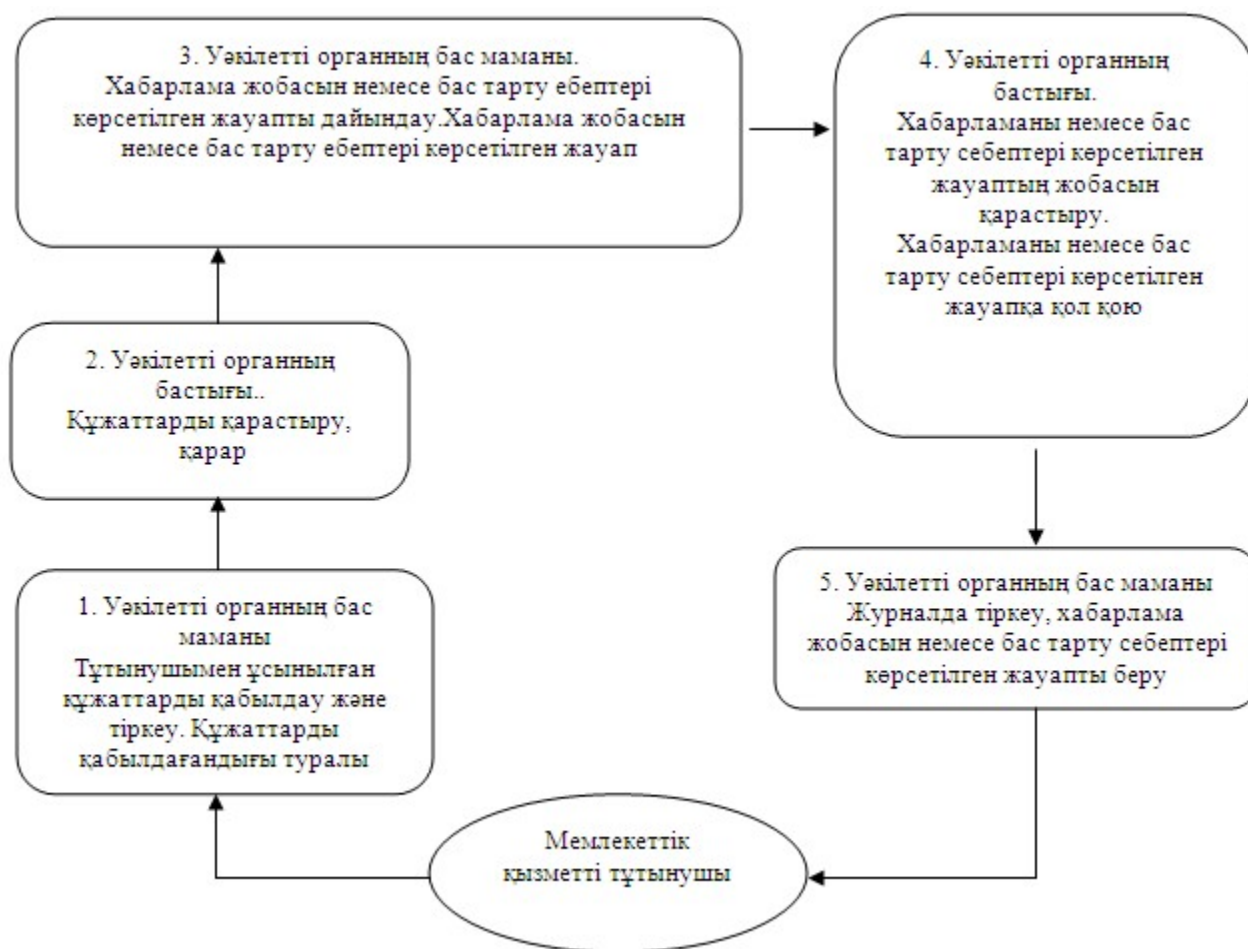 3. Уәкілетті органның бас маманы.
Хабарлама жобасын немесе бас тарту ебептері
көрсетілген жауапты дайындау.Хабарлама жобасын
немесе бас тарту ебептері көрсетілген жауап
4. Уәкілетті органның
бастығы.
Хабарламаны немесе бас
тарту себептері көрсетілген
жауаптың жобасын
қарастыру.
Хабарламаны немесе бас
тарту себептері көрсетілген
жауапқа қол қою
2. Уәкілетті органның
бастығы..
Құжаттарды қарастыру,
қарар
1. Уәкілетті органның бас
маманы
Тұтынушымен ұсынылған
құжаттарды қабылдау және
тіркеу. Құжаттарды
қабылдағандығы туралы
5. Уәкілетті органның бас маманы
Журналда тіркеу, хабарлама
жобасын немесе бас тарту себептері
көрсетілген жауапты беру
Мемлекеттік
қызметті тұтынушы